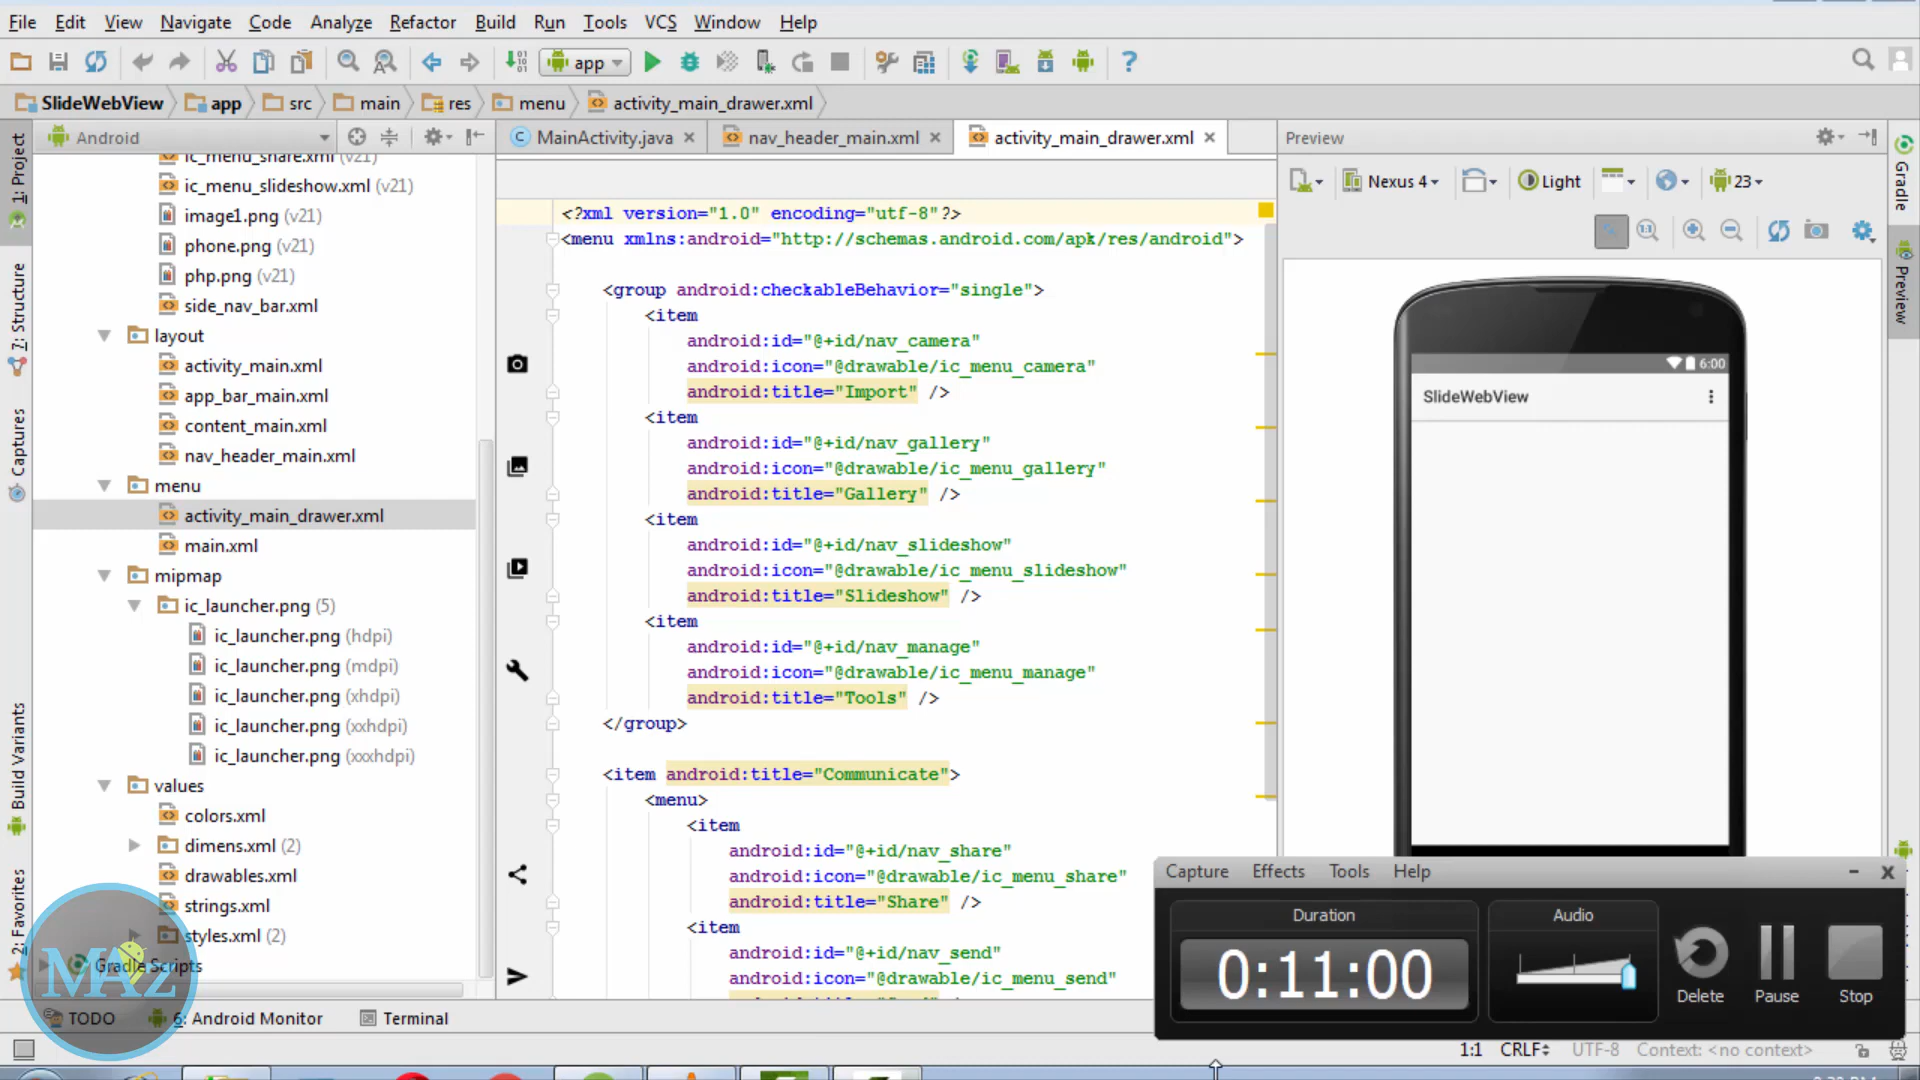 File Edit View Navigate Code Analyze Refactor Build Run Tools VCS Window Help
app
SlideWebView app src main res menu activity_main_drawer.xml
Android
MainActivity.java nav_header_main.xml activity_main_drawer.xml
Preview
1: Project
7: Structure
Captures
Build Variants
2: Favorites
ic_menu_share.xml (v21)
ic_menu_slideshow.xml (v21)
image1.png (v21)
phone.png (v21)
php.png (v21)
side_nav_bar.xml
layout
activity_main.xml
app_bar_main.xml
content_main.xml
nav_header_main.xml
menu
activity_main_drawer.xml
main.xml
mipmap
ic_launcher.png (5)
ic_launcher.png (hdpi)
ic_launcher.png (mdpi)
ic_launcher.png (xhdpi)
ic_launcher.png (xxhdpi)
ic_launcher.png (xxxhdpi)
values
colors.xml
dimens.xml (2)
drawables.xml
strings.xml
styles.xml (2)
Gradle Scripts
MAz
<?xml version="1.0" encoding="utf-8"?>
<menu xmlns:android="http://schemas.android.com/apk/res/android">
<group android:checkableBehavior="single">
<item
android:id="@+id/nav_camera"
android:icon="@drawable/ic_menu_camera"
android:title="Import" />
<item
android:id="@+id/nav_gallery"
android:icon="@drawable/ic_menu_gallery"
android:title="Gallery" />
<item
android:id="@+id/nav_slideshow"
android:icon="@drawable/ic_menu_slideshow"
android:title="Slideshow" />
<item
android:id="@+id/nav_manage"
android:icon="@drawable/ic_menu_manage"
android:title="Tools" />
</group>
<item android:title="Communicate">
<menu>
<item
android:id="@+id/nav_share"
android:icon="@drawable/ic_menu_share"
android:title="Share" />
<item
android:id="@+id/nav_send"
android:icon="@drawable/ic_menu_send"
Nexus 4 Light 23
1:1
6:00
SlideWebView
Gradle
Preview
Capture Effects Tools Help
Duration
0:11:00
Audio
Delete Pause Stop
TODO 6: Android Monitor Terminal
1:1 CRLF UTF-8 Context: <no context>